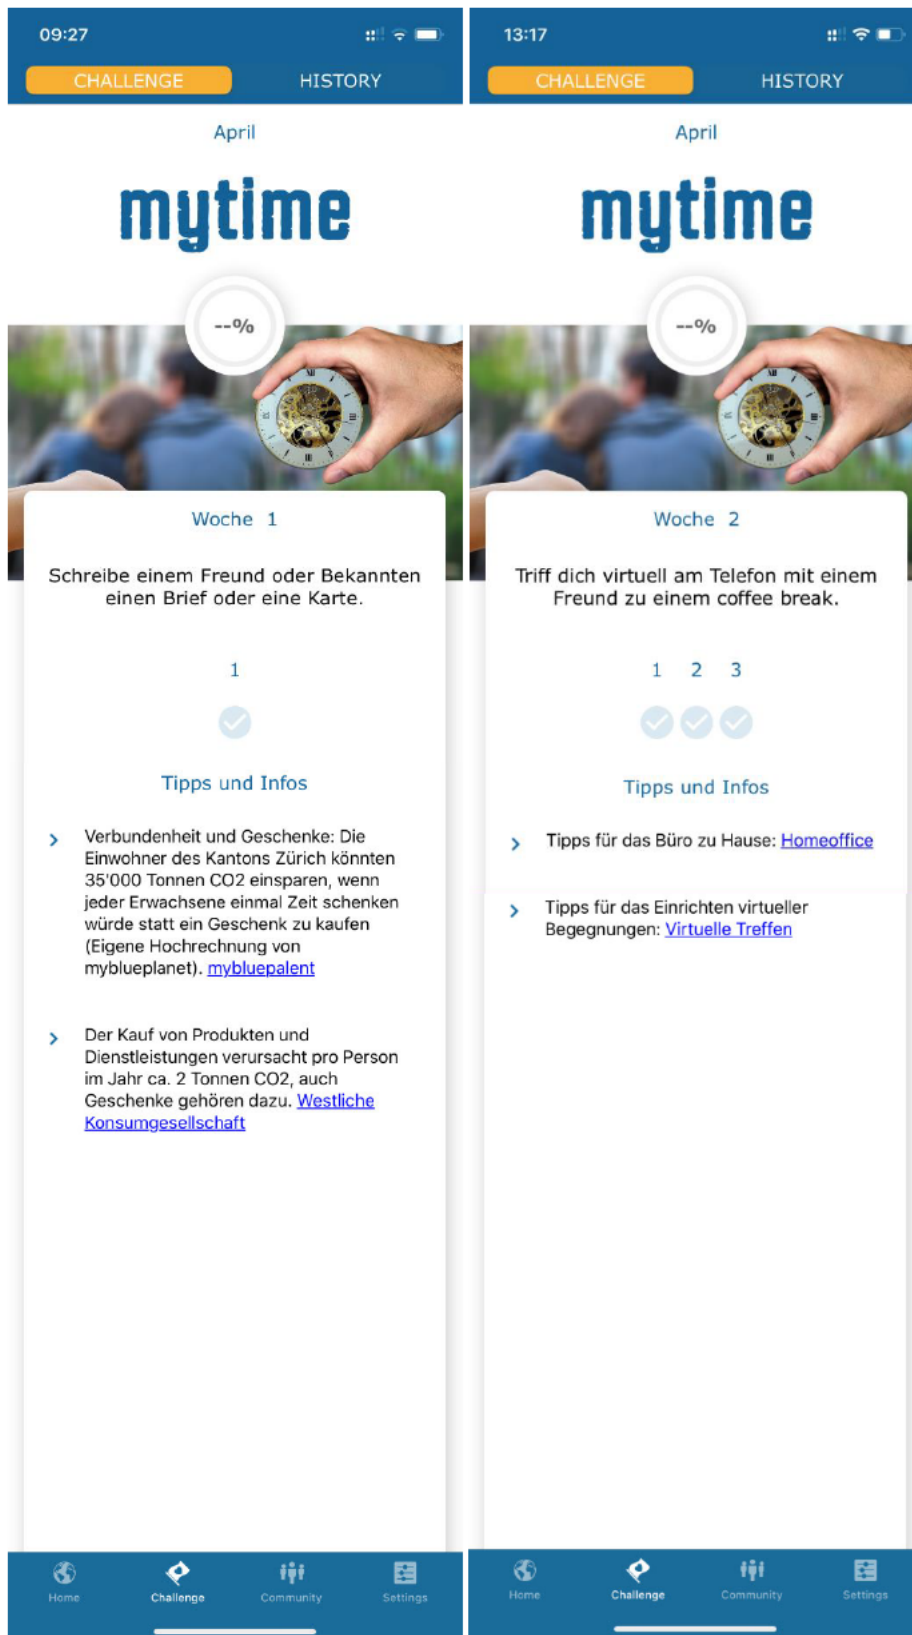 09:27
CHALLENGE HISTORY
April
mytime
--%
Woche 1
Schreibe einem Freund oder Bekannten
einen Brief oder eine Karte.
1
Tipps und Infos
Verbundenheit und Geschenke: Die
Einwohner des Kantons Zürich könnten
35'000 Tonnen CO2 einsparen, wenn
jeder Erwachsene einmal Zeit schenken
würde statt ein Geschenk zu kaufen
(Eigene Hochrechnung von
myblueplanet). mybluepalent
Der Kauf von Produkten und
Dienstleistungen verursacht pro Person
im Jahr ca. 2 Tonnen CO2, auch
Geschenke gehören dazu. Westliche
Konsumgesellschaft
Home Challenge Community Settings
13:17
CHALLENGE HISTORY
April
mytime
--%
Woche 2
Triff dich virtuell am Telefon mit einem
Freund zu einem coffee break.
1 2 3
Tipps und Infos
Tipps für das Büro zu Hause: Homeoffice
Tipps für das Einrichten virtueller
Begegnungen: Virtuelle Treffen
Home Challenge Community Settings